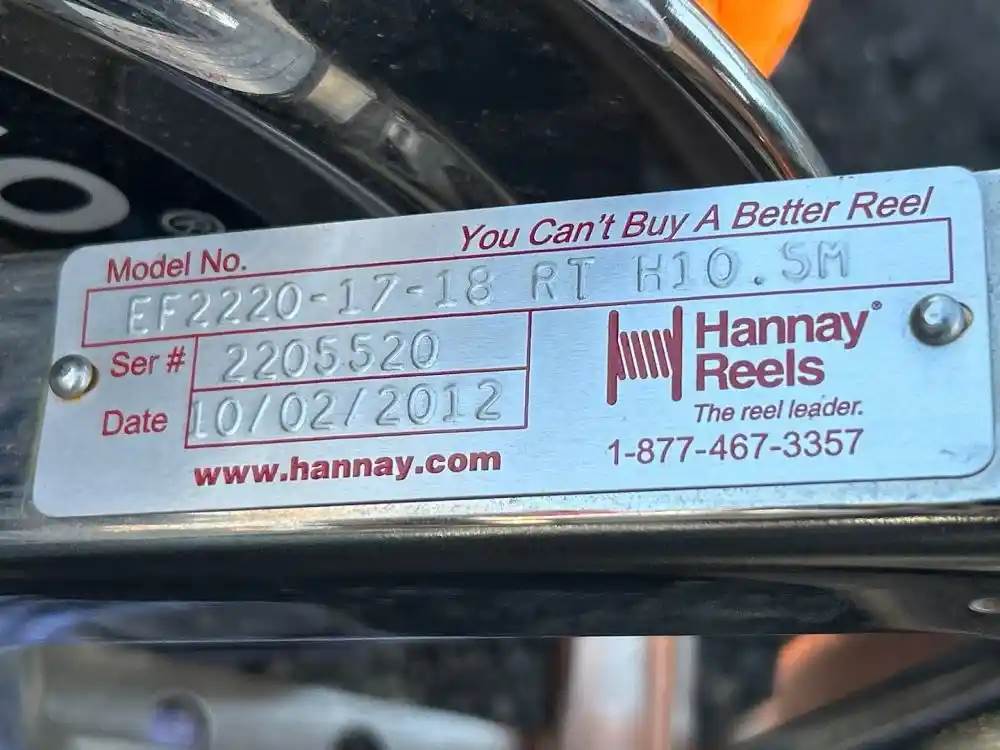 You Can't Buy A Better Reel
Model No.
EF2220-17-18 RT H10.5M
Ser # 2205520
Date 10/02/2012
www.hannay.com
Hannay®
Reels
The reel leader.
1-877-467-3357